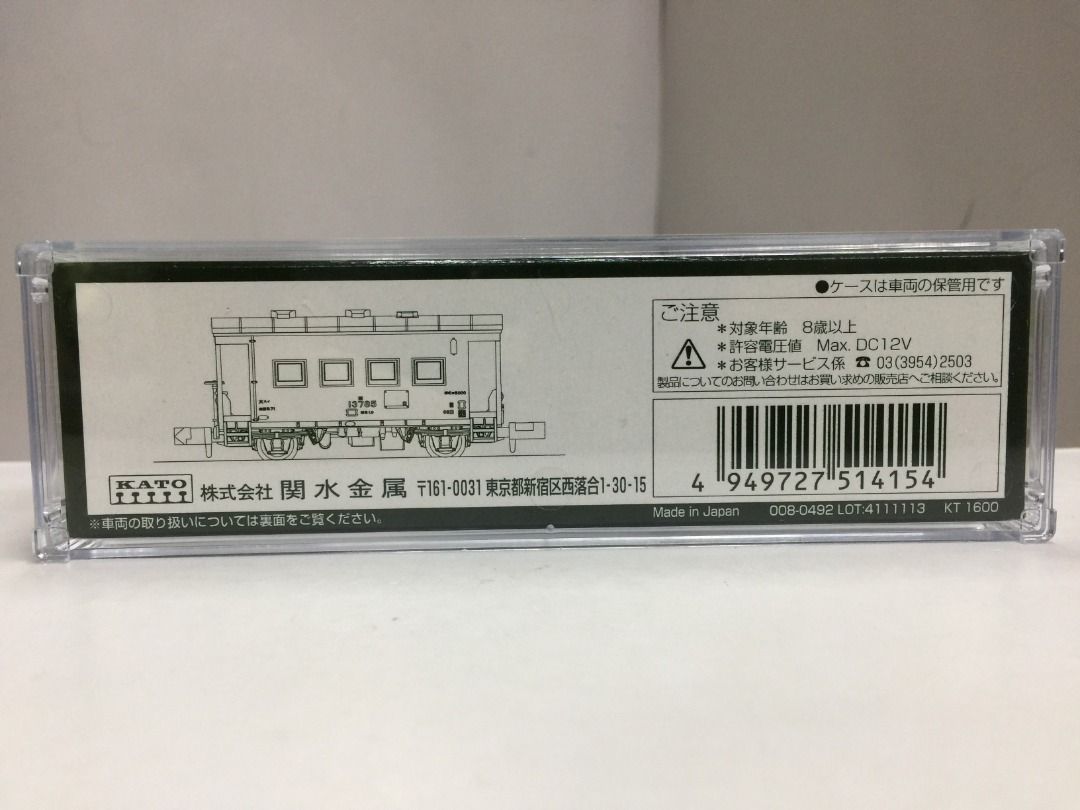 ●ケースは車両の保管用です
ご注意
*対象年齢 8歳以上
*許容電圧値 Max. DC12V
*お客様サービス係 ☎ 03(3954)2503
製品についてのお問い合わせはお買い求めの販売店へご相談ください。
13785
KATO 株式会社 関水金属 〒161-0031 東京都新宿区西落合1-30-15
4 949727 514154
※車両の取り扱いについては裏面をご覧ください。
Made in Japan 008-0492 LOT:4111113 KT 1600